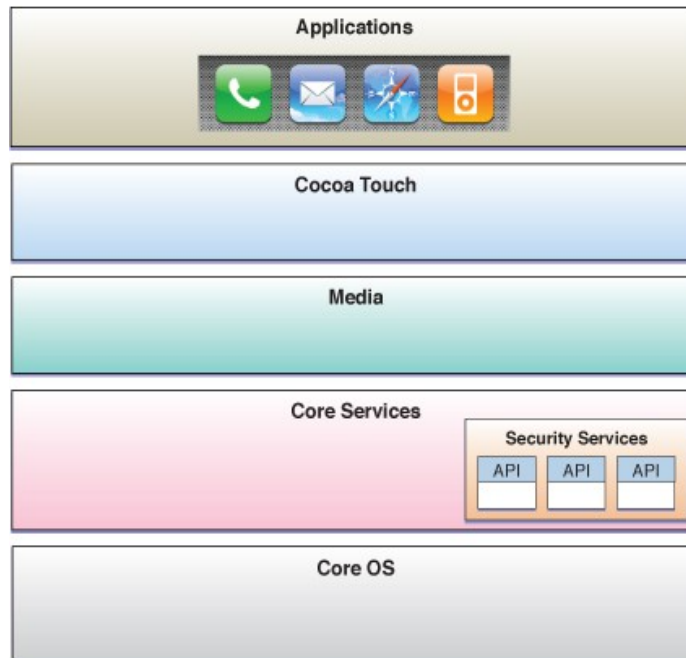 Applications
Cocoa Touch
Media
Core Services
Security Services
API API API
Core OS